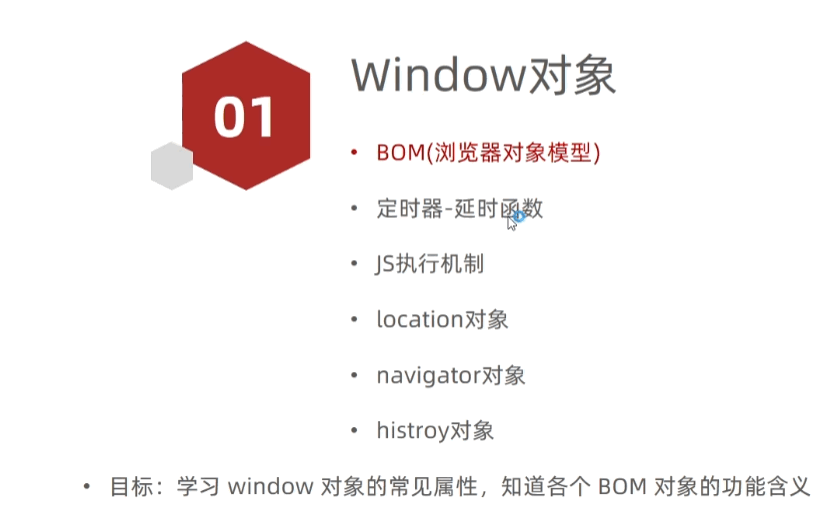 01
Window对象
• BOM(浏览器对象模型)
• 定时器-延时函数
• JS执行机制
• location对象
• navigator对象
• histroy对象
• 目标：学习 window 对象的常见属性，知道各个 BOM 对象的功能含义